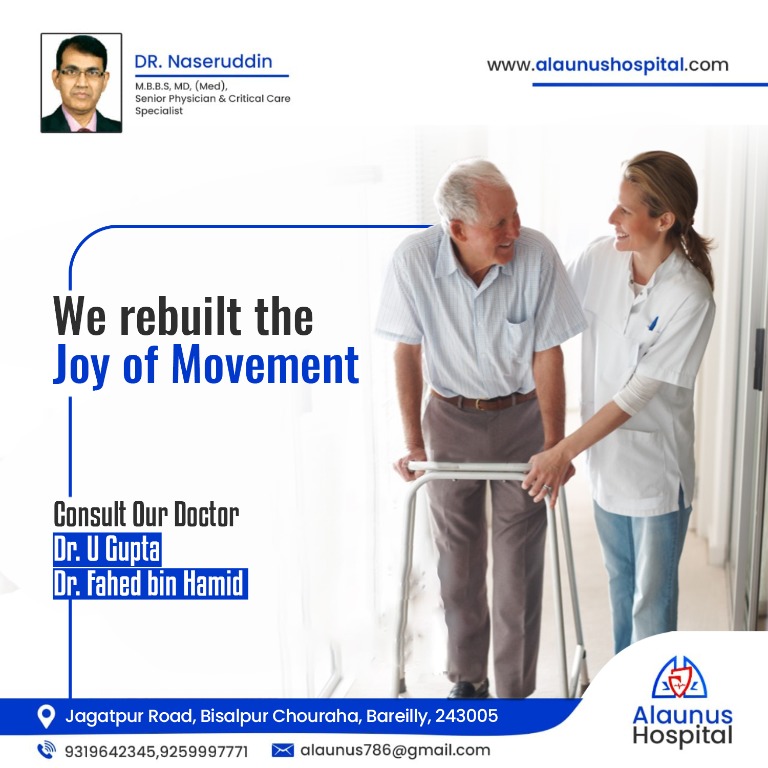 DR. Naseruddin
M.B.B.S, MD, (Med),
Senior Physician & Critical Care
Specialist
www.alaunushospital.com
We rebuilt the
Joy of Movement
Consult Our Doctor
Dr. U Gupta
Dr. Fahed bin Hamid
Jagatpur Road, Bisalpur Chouraha, Bareilly, 243005
9319642345,9259997771
alaunus786@gmail.com
Alaunus
Hospital